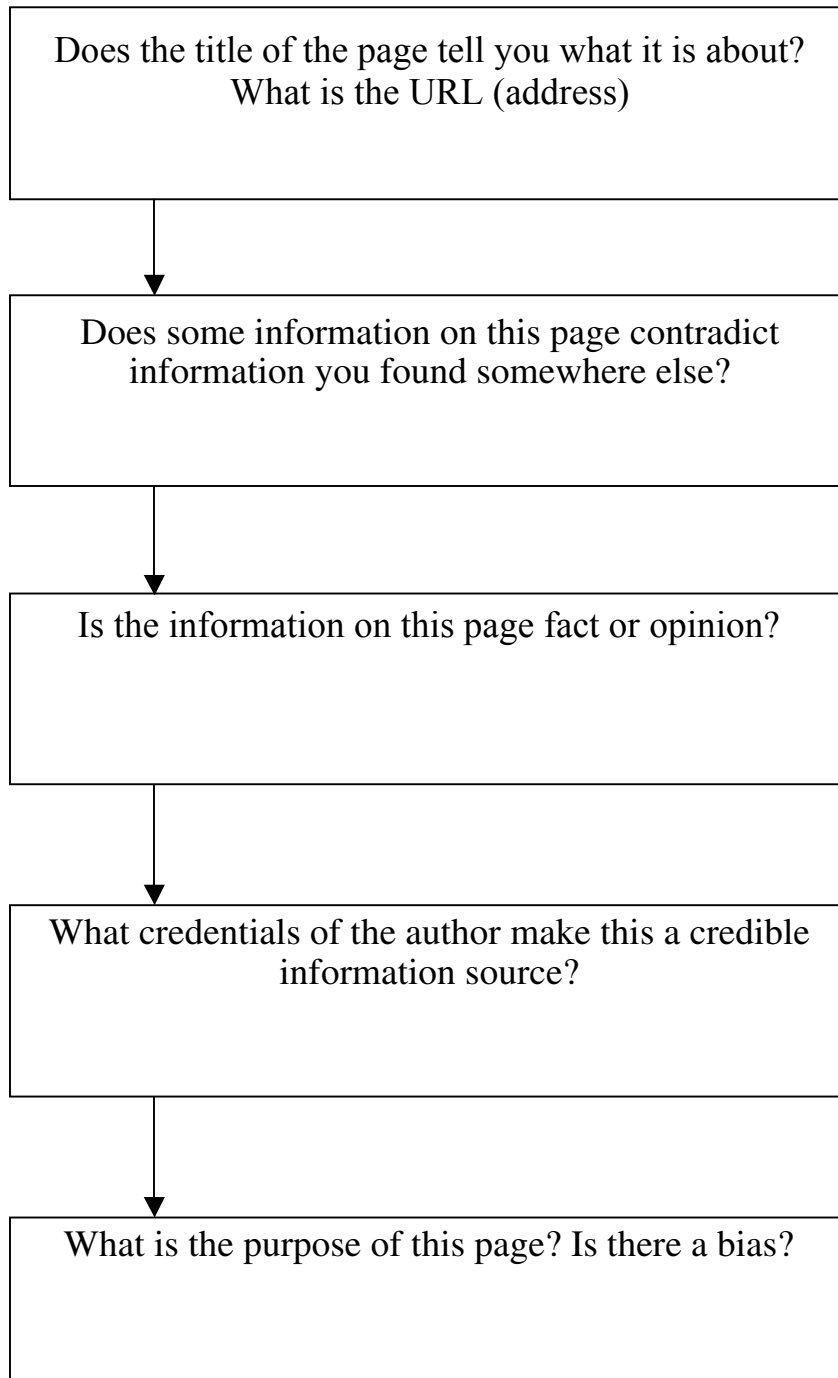 Does the title of the page tell you what it is about?
What is the URL (address)
Does some information on this page contradict
information you found somewhere else?
Is the information on this page fact or opinion?
What credentials of the author make this a credible
information source?
What is the purpose of this page? Is there a bias?